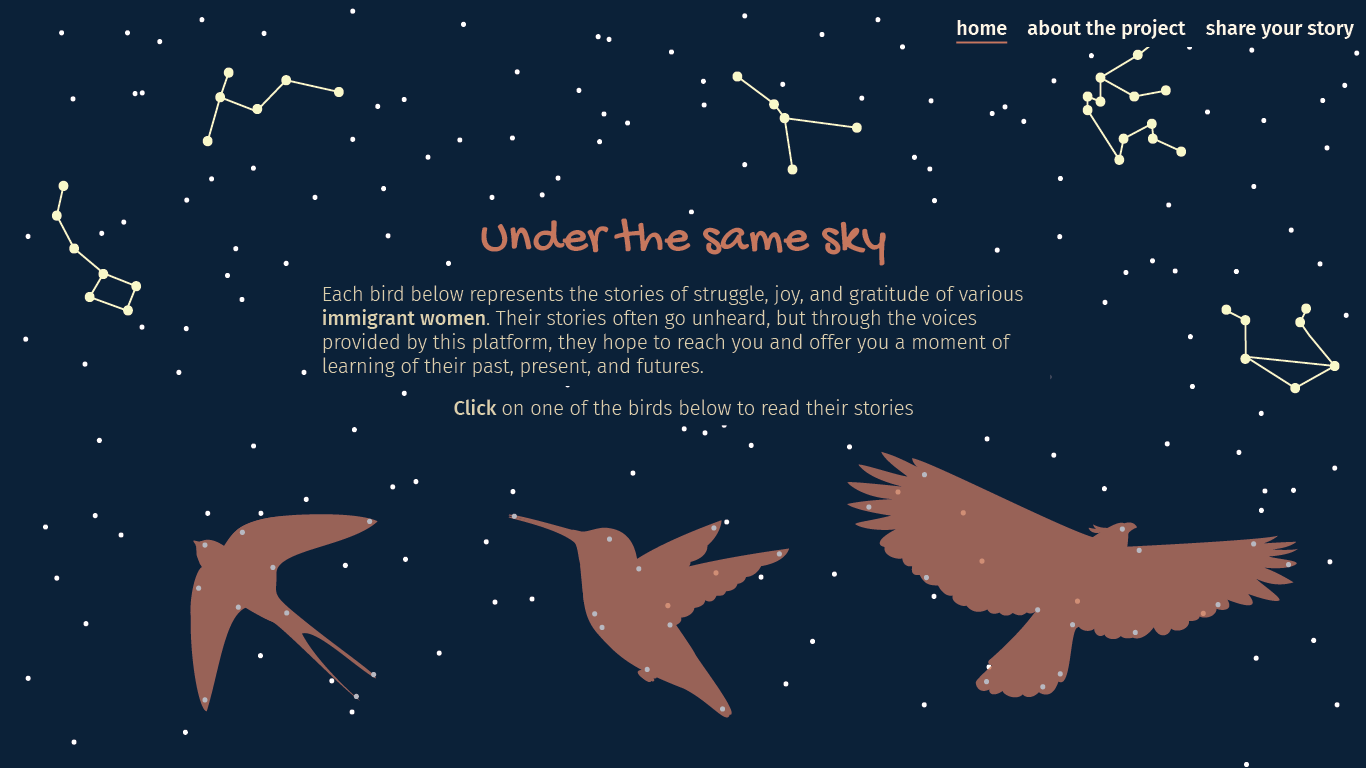 home about the project share your story
Under the same sky
Each bird below represents the stories of struggle, joy, and gratitude of various
immigrant women. Their stories often go unheard, but through the voices
provided by this platform, they hope to reach you and offer you a moment of
learning of their past, present, and futures.
Click on one of the birds below to read their stories